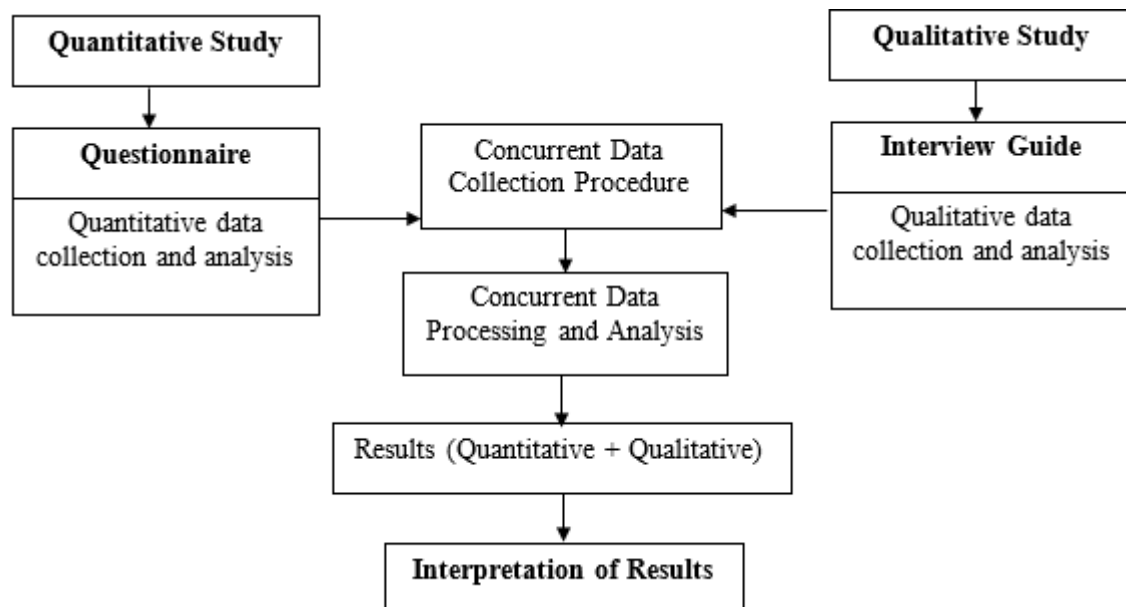 Quantitative Study
Qualitative Study
Questionnaire
Quantitative data
collection and analysis
Concurrent Data
Collection Procedure
Interview Guide
Qualitative data
collection and analysis
Concurrent Data
Processing and Analysis
Results (Quantitative + Qualitative)
Interpretation of Results